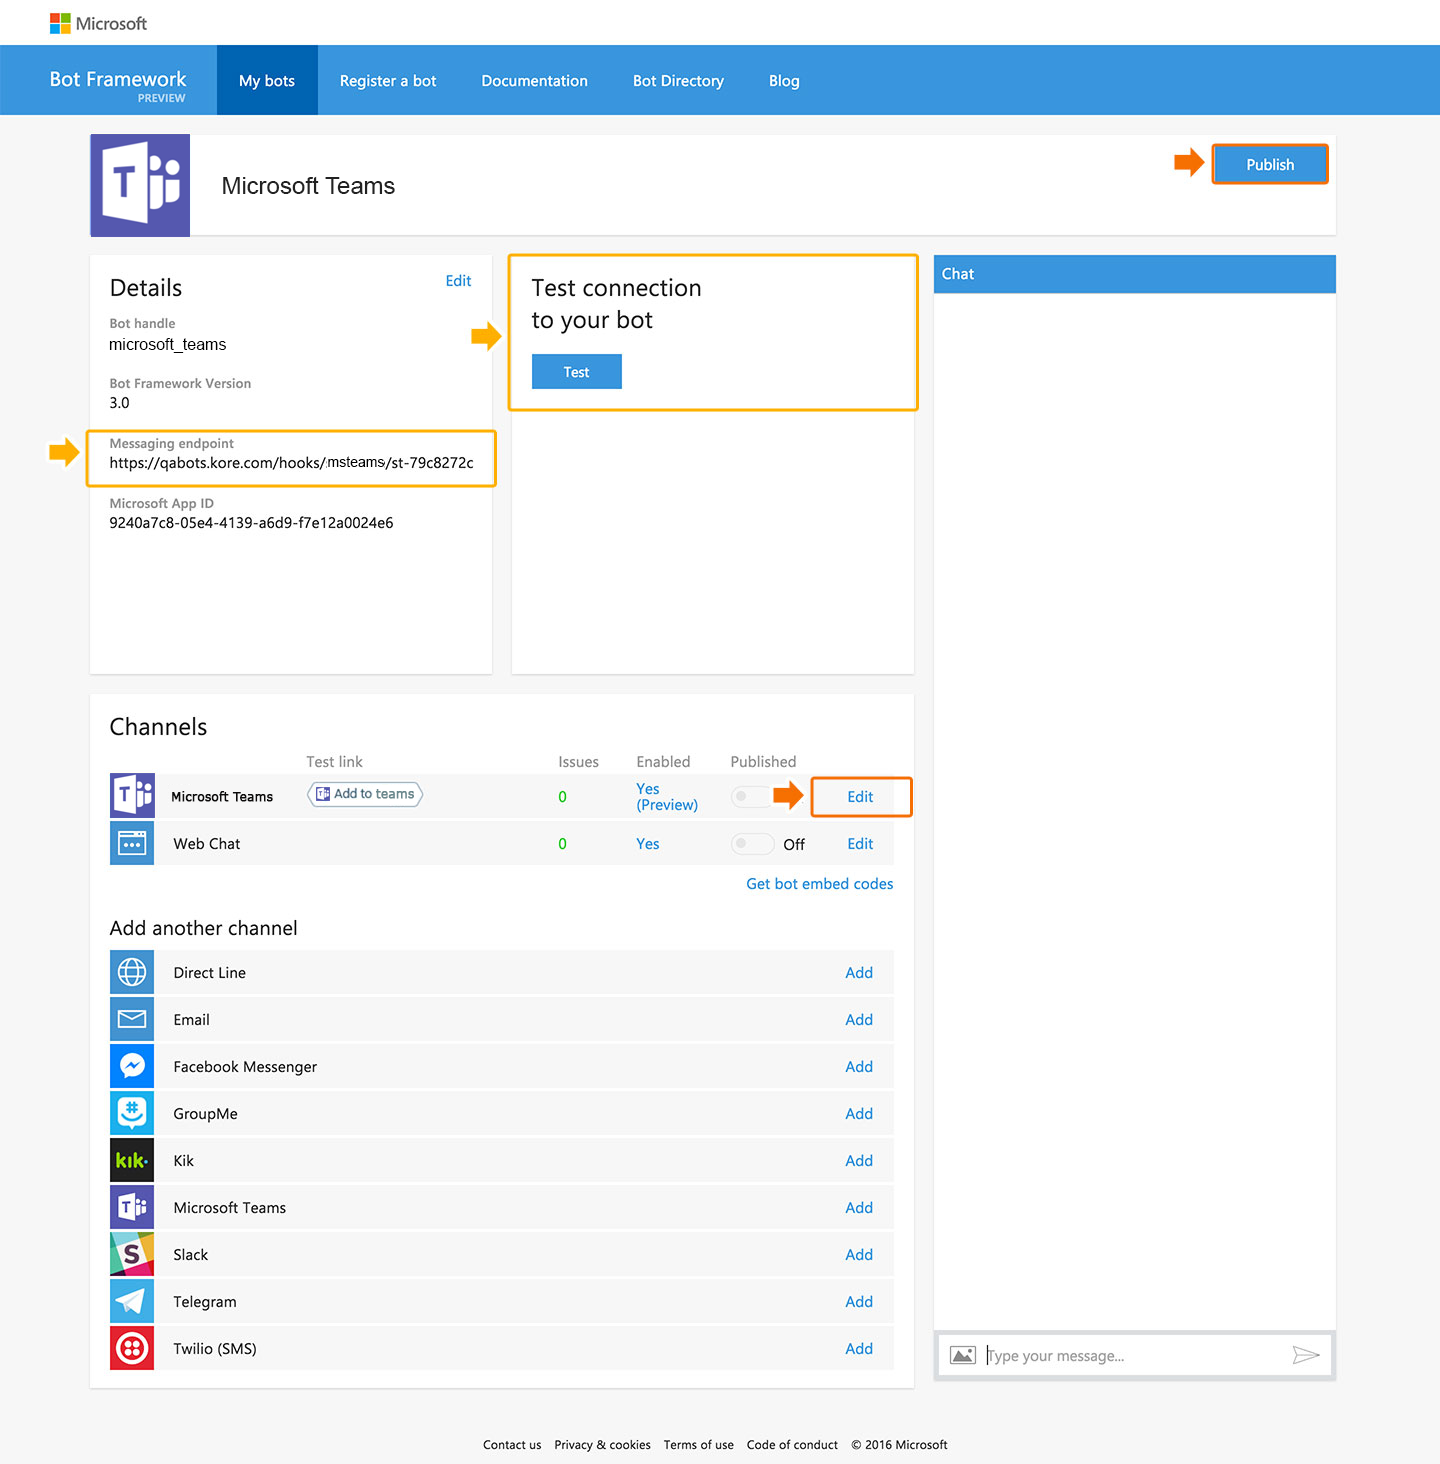 Microsoft
Bot Framework
PREVIEW
My bots
Register a bot
Documentation
Bot Directory
Blog
Microsoft Teams
Publish
Details
Edit
Bot handle
microsoft_teams
Bot Framework Version
3.0
Messaging endpoint
https://qabots.kore.com/hooks/msteams/st-79c8272c
Microsoft App ID
9240a7c8-05e4-4139-a6d9-f7e12a0024e6
Test connection
to your bot
Test
Chat
Channels
Test link Issues Enabled Published
Microsoft Teams Add to teams 0 Yes (Preview) Edit
Web Chat 0 Yes Off Edit
Get bot embed codes
Add another channel
Direct Line Add
Email Add
Facebook Messenger Add
GroupMe Add
kik. Kik Add
Microsoft Teams Add
Slack Add
Telegram Add
Twilio (SMS) Add
Type your message...
Contact us Privacy & cookies Terms of use Code of conduct © 2016 Microsoft